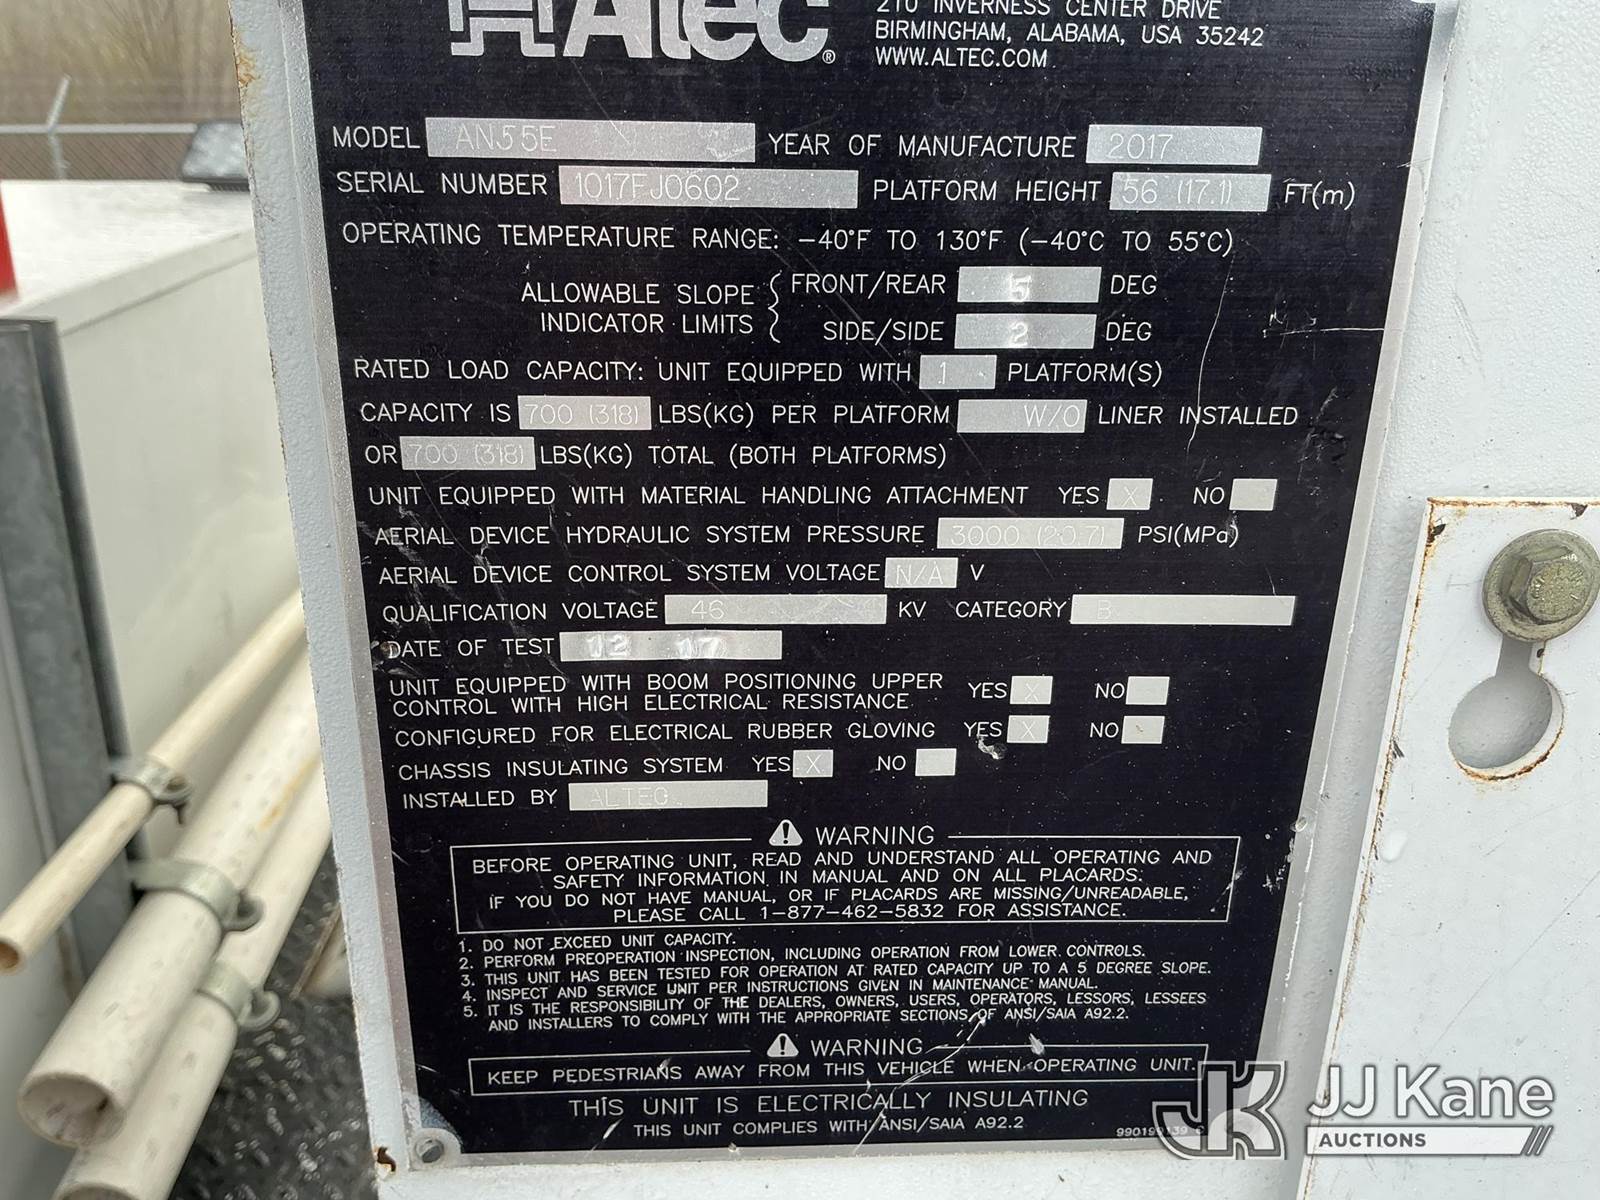 Altec®
210 INVERNESS CENTER DRIVE
BIRMINGHAM, ALABAMA, USA 35242
WWW.ALTEC.COM
MODEL AN55E YEAR OF MANUFACTURE 2017
SERIAL NUMBER 1017FJ0602 PLATFORM HEIGHT 56 (17.1) FT(m)
OPERATING TEMPERATURE RANGE: -40°F TO 130°F (-40°C TO 55°C)
ALLOWABLE SLOPE INDICATOR LIMITS { FRONT/REAR 5 DEG
SIDE/SIDE 2 DEG
RATED LOAD CAPACITY: UNIT EQUIPPED WITH 1 PLATFORM(S)
CAPACITY IS 700 (318) LBS(KG) PER PLATFORM W/O LINER INSTALLED
OR 700 (318) LBS(KG) TOTAL (BOTH PLATFORMS)
UNIT EQUIPPED WITH MATERIAL HANDLING ATTACHMENT YES X NO
AERIAL DEVICE HYDRAULIC SYSTEM PRESSURE 3000 (20.7) PSI(MPa)
AERIAL DEVICE CONTROL SYSTEM VOLTAGE N/A V
QUALIFICATION VOLTAGE 46 KV CATEGORY B
DATE OF TEST 12 17
UNIT EQUIPPED WITH BOOM POSITIONING UPPER
CONTROL WITH HIGH ELECTRICAL RESISTANCE YES X NO
CONFIGURED FOR ELECTRICAL RUBBER GLOVING YES X NO
CHASSIS INSULATING SYSTEM YES X NO
INSTALLED BY ALTEC
WARNING
BEFORE OPERATING UNIT, READ AND UNDERSTAND ALL OPERATING AND
SAFETY INFORMATION IN MANUAL AND ON ALL PLACARDS.
IF YOU DO NOT HAVE MANUAL, OR IF PLACARDS ARE MISSING/UNREADABLE,
PLEASE CALL 1-877-462-5832 FOR ASSISTANCE.
1. DO NOT EXCEED UNIT CAPACITY.
2. PERFORM PREOPERATION INSPECTION, INCLUDING OPERATION FROM LOWER CONTROLS.
3. THIS UNIT HAS BEEN TESTED FOR OPERATION AT RATED CAPACITY UP TO A 5 DEGREE SLOPE.
4. INSPECT AND SERVICE UNIT PER INSTRUCTIONS GIVEN IN MAINTENANCE MANUAL.
5. IT IS THE RESPONSIBILITY OF THE DEALERS, OWNERS, USERS, OPERATORS, LESSORS, LESSEES
AND INSTALLERS TO COMPLY WITH THE APPROPRIATE SECTIONS OF ANSI/SAIA A92.2.
WARNING
KEEP PEDESTRIANS AWAY FROM THIS VEHICLE WHEN OPERATING UNIT.
THIS UNIT IS ELECTRICALLY INSULATING
THIS UNIT COMPLIES WITH ANSI/SAIA A92.2
990199139 C
JK JJ Kane
AUCTIONS